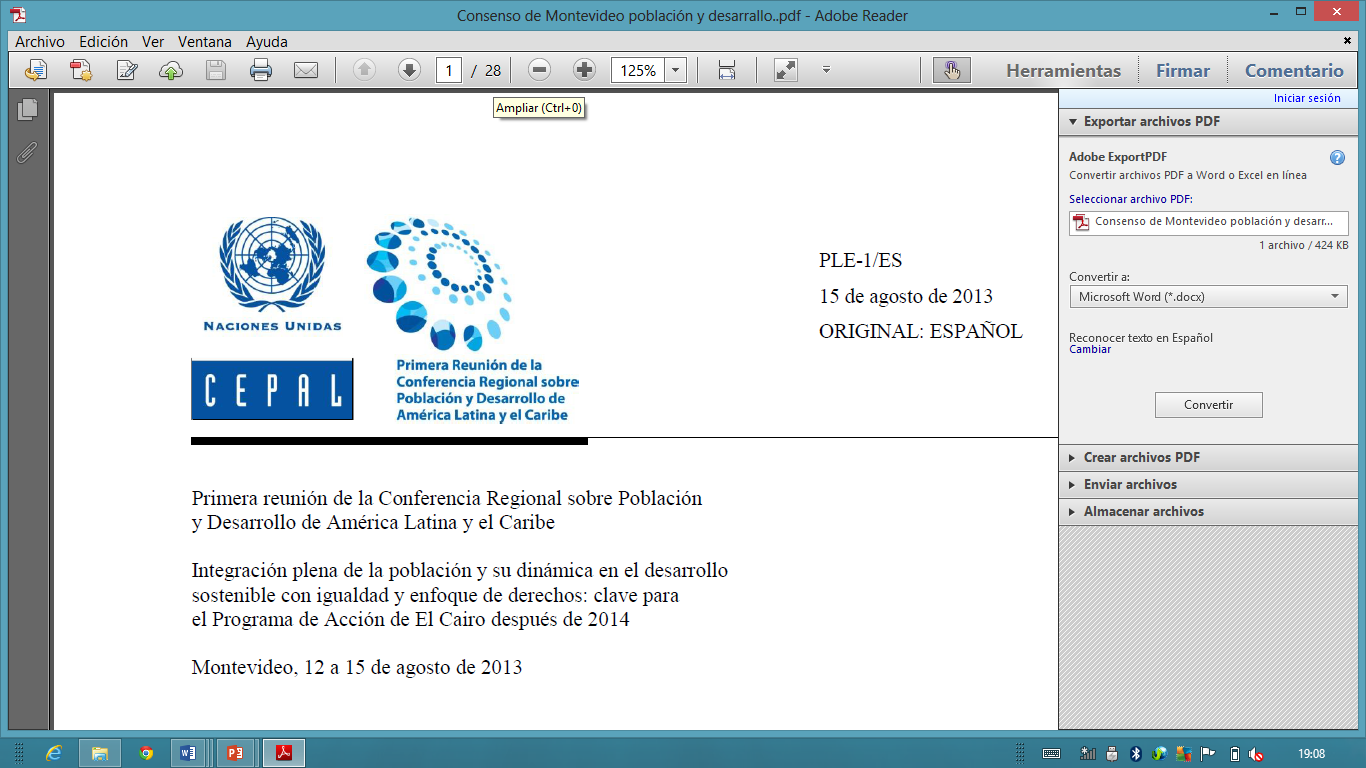 Consenso de Montevideo población y desarrallo..pdf - Adobe Reader
Archivo Edición Ver Ventana Ayuda
1 / 28
125%
Herramientas Firmar Comentario
Ampliar (Ctrl+0)
Iniciar sesión
Exportar archivos PDF
Adobe ExportPDF
Convertir archivos PDF a Word o Excel en línea
Seleccionar archivo PDF:
Consenso de Montevideo población y desarr...
1 archivo / 424 KB
Convertir a:
Microsoft Word (*.docx)
Reconocer texto en Español
Cambiar
Convertir
Crear archivos PDF
Enviar archivos
Almacenar archivos
NACIONES UNIDAS
CEPAL
Primera Reunión de la
Conferencia Regional sobre
Población y Desarrollo de
América Latina y el Caribe
PLE-1/ES
15 de agosto de 2013
ORIGINAL: ESPAÑOL
Primera reunión de la Conferencia Regional sobre Población
y Desarrollo de América Latina y el Caribe
Integración plena de la población y su dinámica en el desarrollo
sostenible con igualdad y enfoque de derechos: clave para
el Programa de Acción de El Cairo después de 2014
Montevideo, 12 a 15 de agosto de 2013
19:08